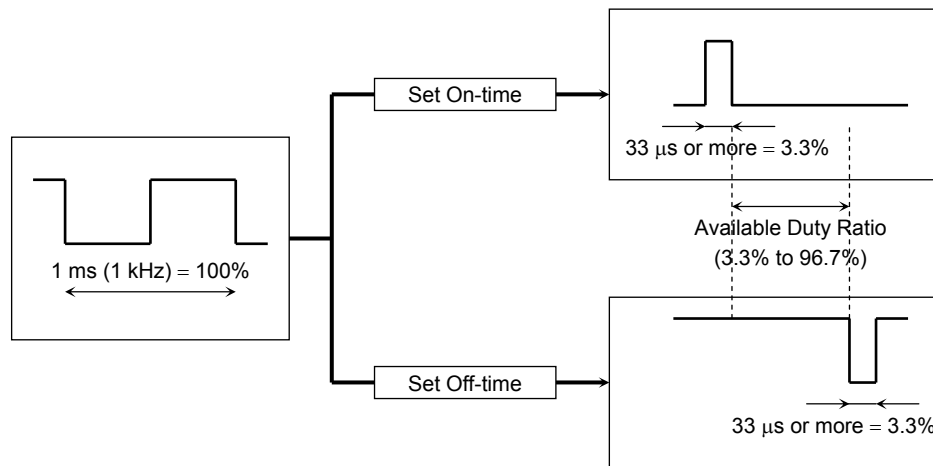 Set On-time
33 μs or more = 3.3%
1 ms (1 kHz) = 100%
Available Duty Ratio
(3.3% to 96.7%)
Set Off-time
33 μs or more = 3.3%